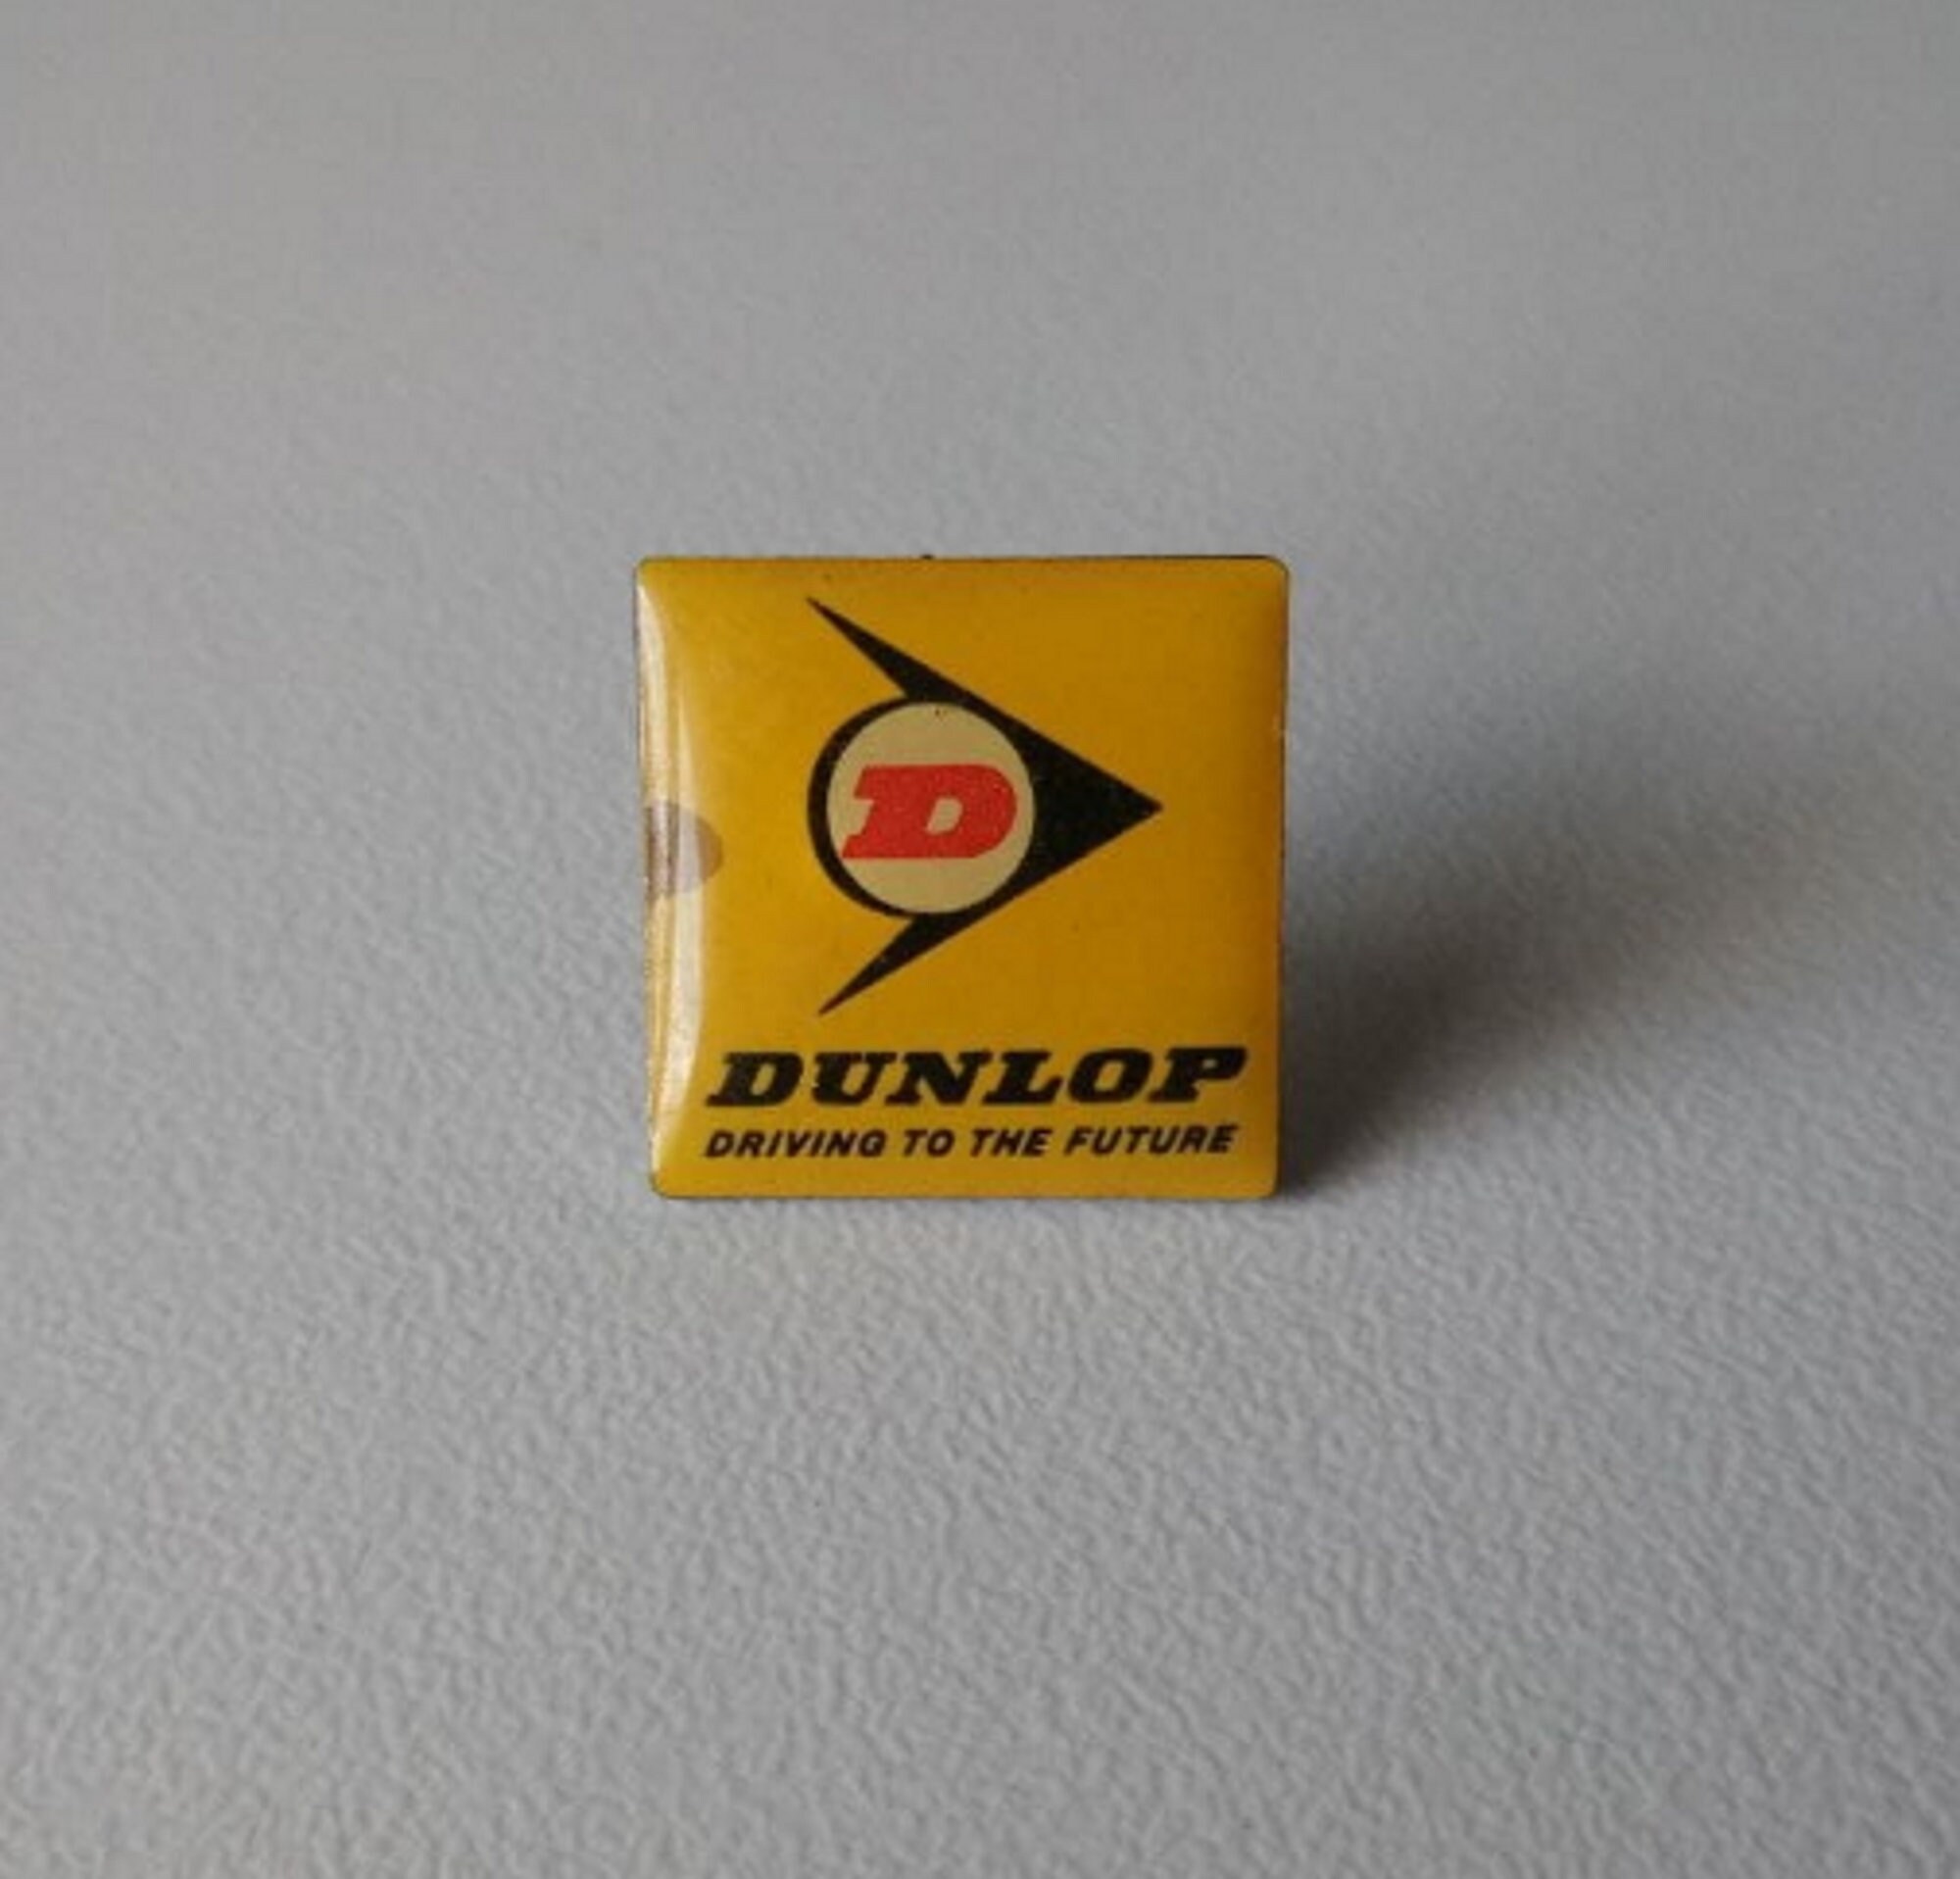 D
DUNLOP
DRIVING TO THE FUTURE